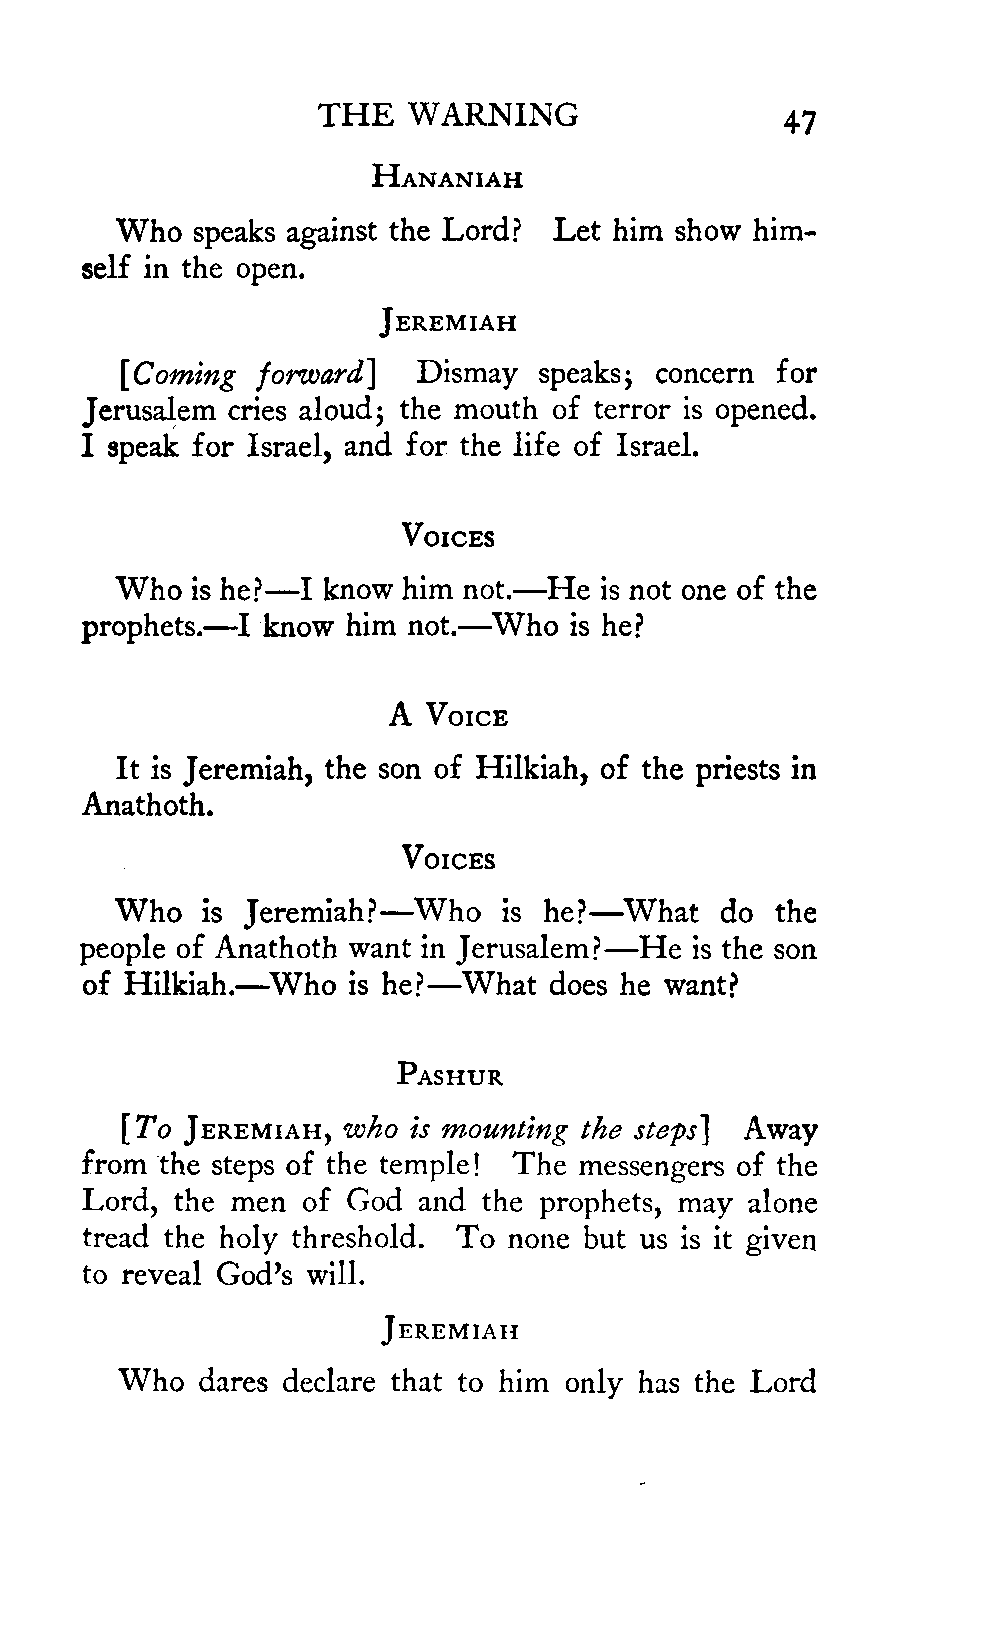 THE WARNING 47
HANANIAH
Who speaks against the Lord? Let him show him-
self in the open.
JEREMIAH
[Coming forward] Dismay speaks; concern for
Jerusalem cries aloud; the mouth of terror is opened.
I speak for Israel, and for the life of Israel.
VOICES
Who is he?—I know him not.—He is not one of the
prophets.—I know him not.—Who is he?
A VOICE
It is Jeremiah, the son of Hilkiah, of the priests in
Anathoth.
VOICES
Who is Jeremiah?—Who is he?—What do the
people of Anathoth want in Jerusalem?—He is the son
of Hilkiah.—Who is he?—What does he want?
PASHUR
[To JEREMIAH, who is mounting the steps] Away
from the steps of the temple! The messengers of the
Lord, the men of God and the prophets, may alone
tread the holy threshold. To none but us is it given
to reveal God's will.
JEREMIAH
Who dares declare that to him only has the Lord